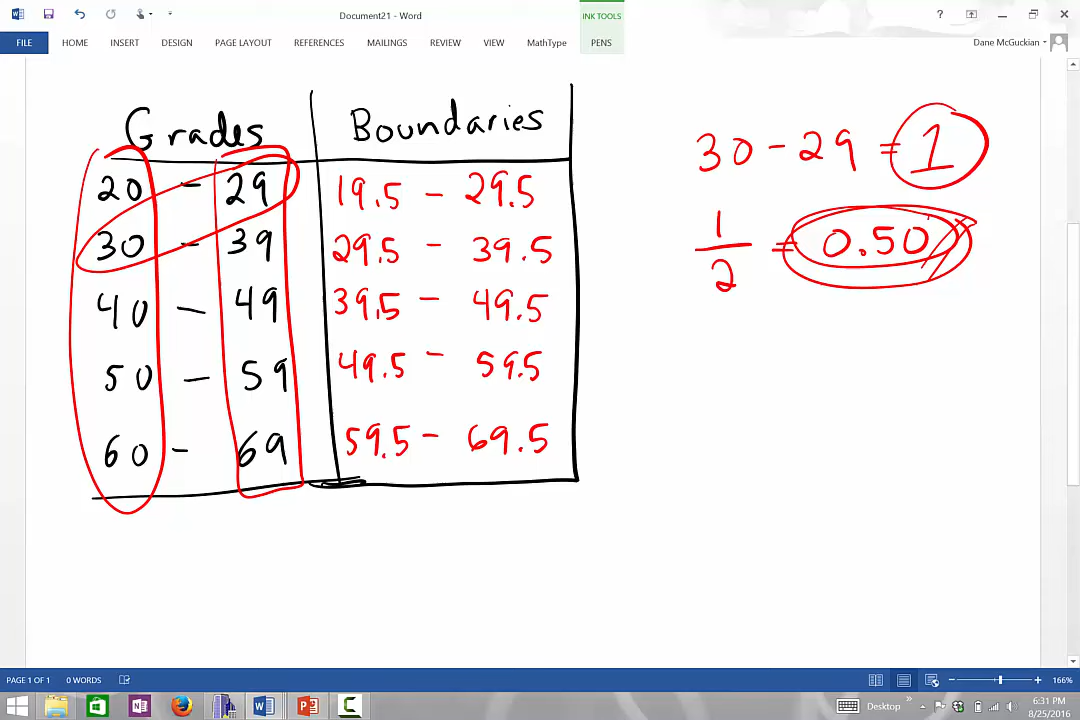 Document21 - Word
INK TOOLS
?
FILE HOME INSERT DESIGN PAGE LAYOUT REFERENCES MAILINGS REVIEW VIEW MathType PENS
Dane McGuckian
Grades Boundaries
20 - 29 19.5 - 29.5
30 - 39 29.5 - 39.5
40 - 49 39.5 - 49.5
50 - 59 49.5 - 59.5
60 - 69 59.5 - 69.5
30 - 29 = 1
1/2 = 0.50
PAGE 1 OF 1 0 WORDS
166%
Desktop
6:31 PM
8/25/2016